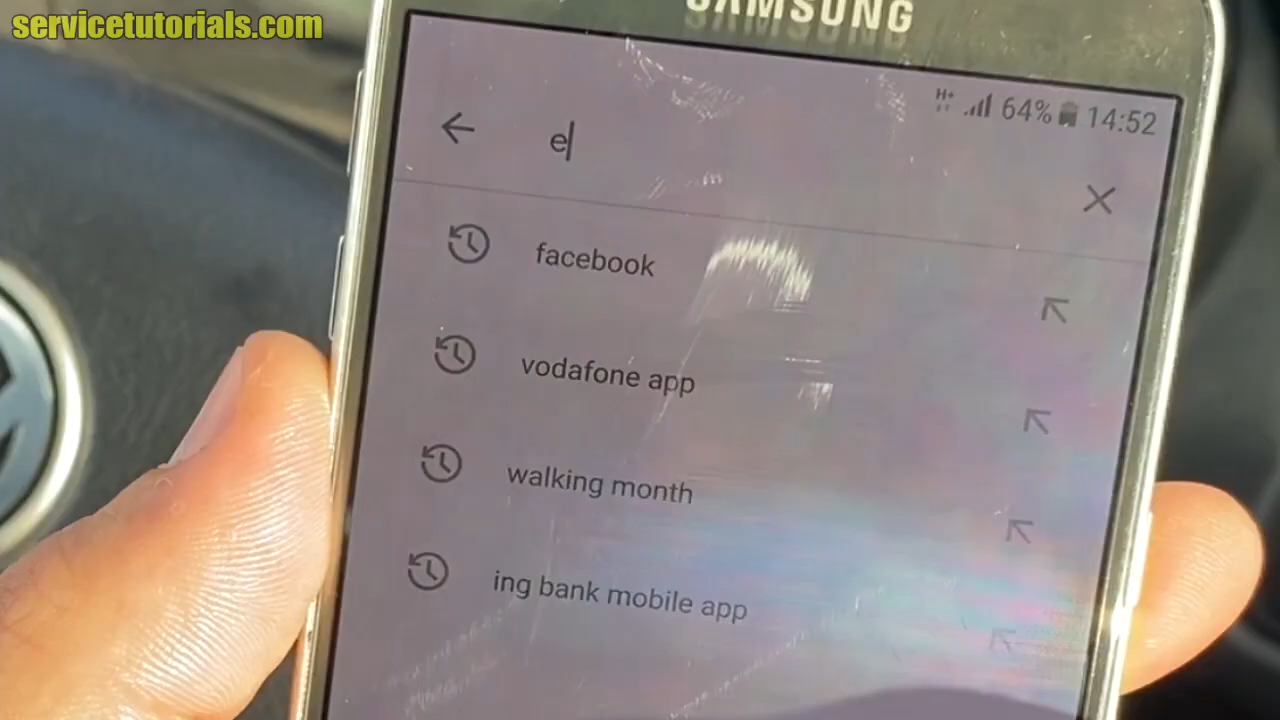 servicetutorials.com
SAMSUNG
H+ 64% 14:52
e
facebook
vodafone app
walking month
ing bank mobile app